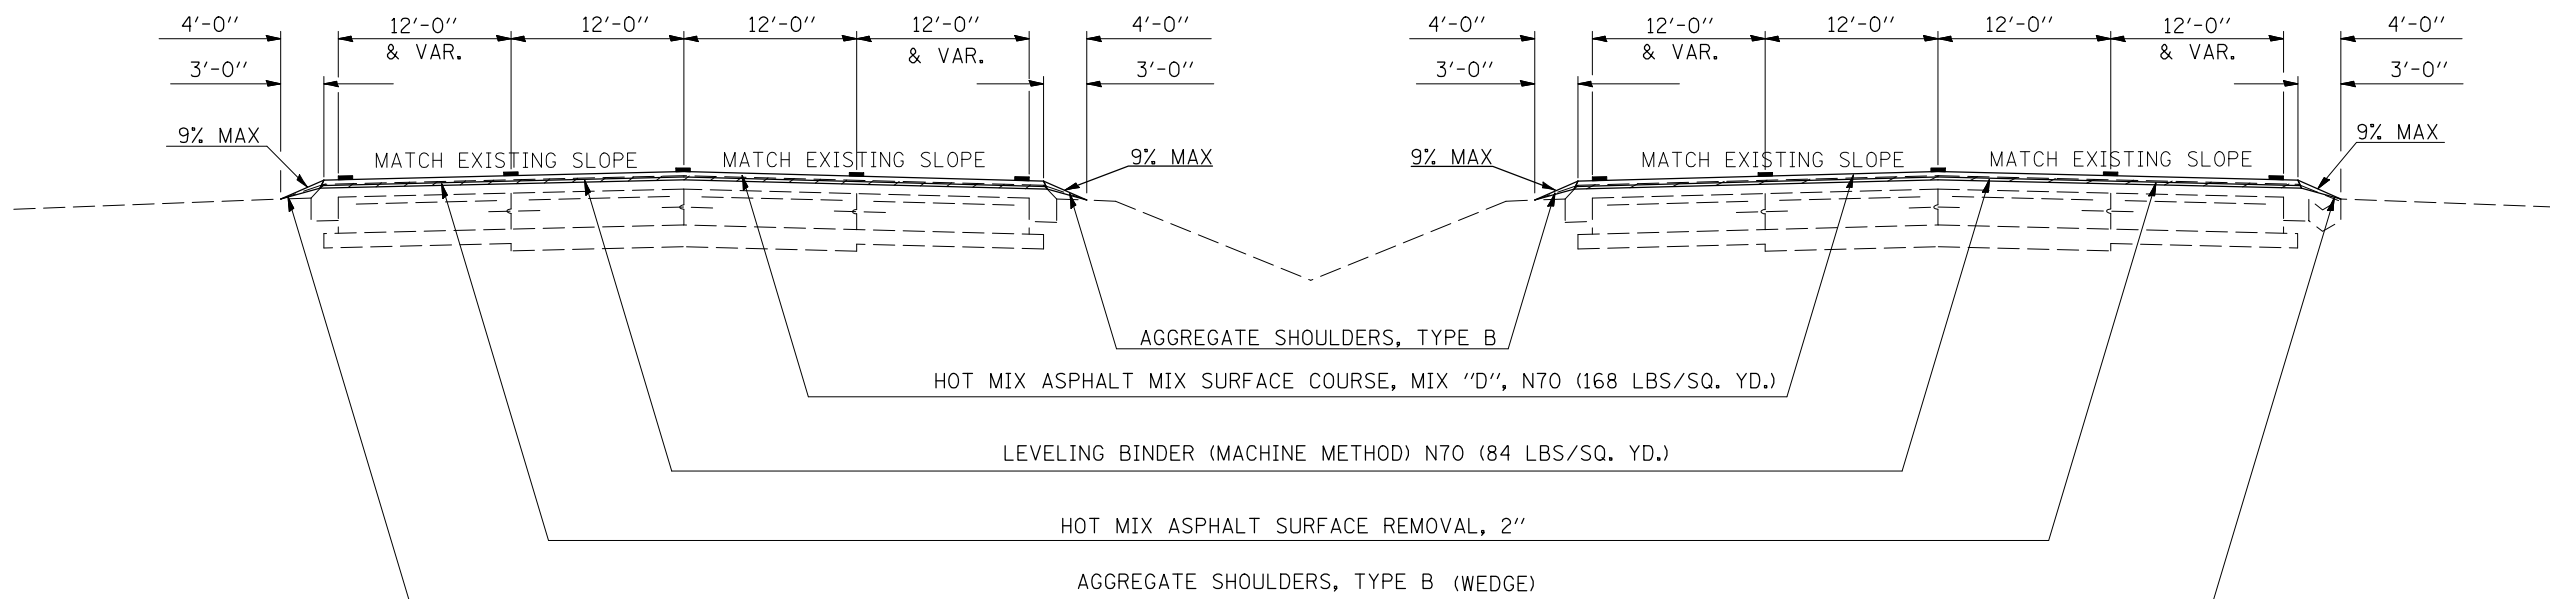 4'-0" 12'-0" 12'-0" 12'-0" 12'-0" 4'-0" 4'-0" 12'-0" 12'-0" 12'-0" 12'-0" 4'-0"
& VAR. & VAR. & VAR. & VAR.
3'-0" 3'-0" 3'-0" 3'-0"
9% MAX 9% MAX
MATCH EXISTING SLOPE MATCH EXISTING SLOPE 9% MAX 9% MAX MATCH EXISTING SLOPE MATCH EXISTING SLOPE
AGGREGATE SHOULDERS, TYPE B
HOT MIX ASPHALT MIX SURFACE COURSE, MIX "D", N70 (168 LBS/SQ. YD.)
LEVELING BINDER (MACHINE METHOD) N70 (84 LBS/SQ. YD.)
HOT MIX ASPHALT SURFACE REMOVAL, 2"
AGGREGATE SHOULDERS, TYPE B (WEDGE)